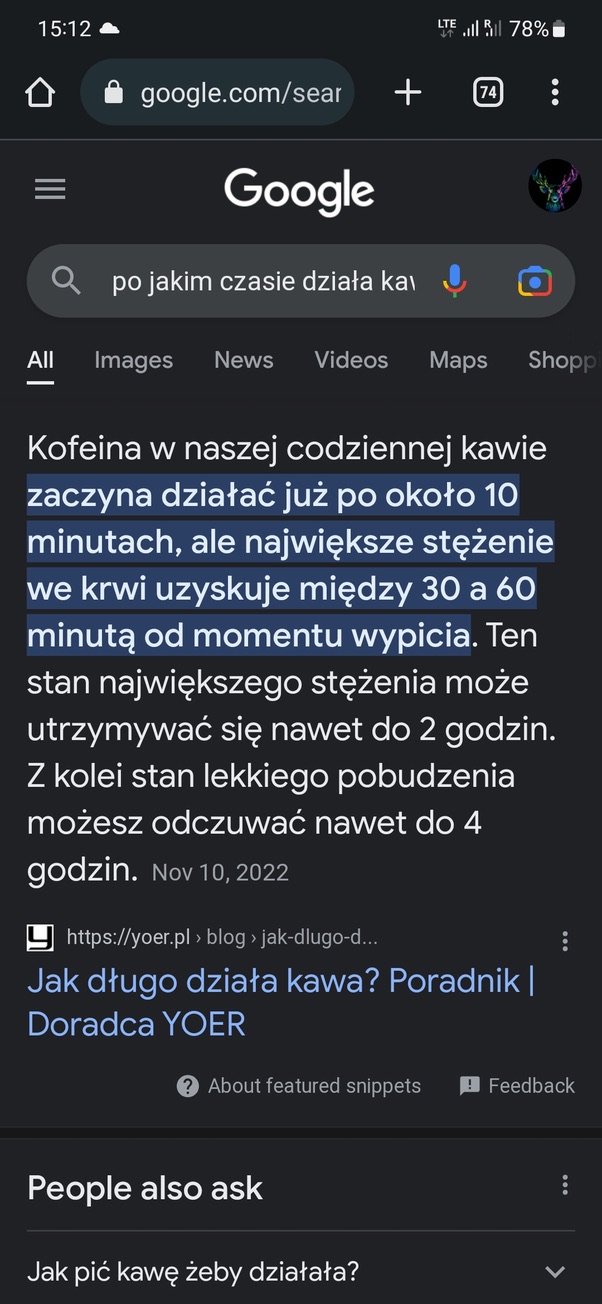 15:12 LTE R 78%
google.com/sear 74
Google
po jakim czasie działa kaw
All Images News Videos Maps Shopp
Kofeina w naszej codziennej kawie
zaczyna działać już po około 10
minutach, ale największe stężenie
we krwi uzyskuje między 30 a 60
minutą od momentu wypicia. Ten
stan największego stężenia może
utrzymywać się nawet do 2 godzin.
Z kolei stan lekkiego pobudzenia
możesz odczuwać nawet do 4
godzin. Nov 10, 2022
https://yoer.pl › blog › jak-dlugo-d...
Jak długo działa kawa? Poradnik |
Doradca YOER
About featured snippets Feedback
People also ask
Jak pić kawę żeby działała?